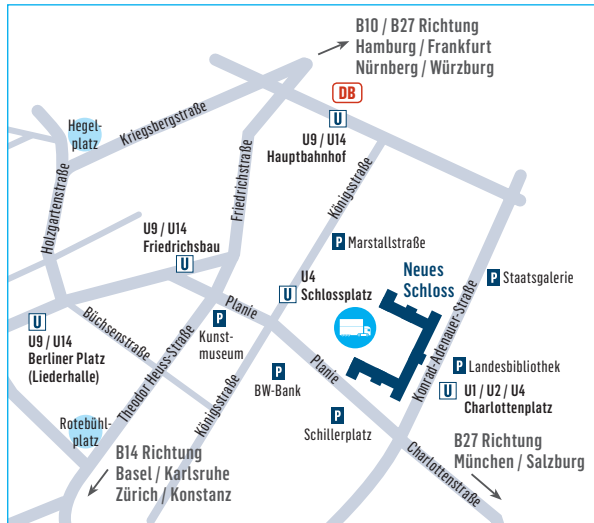 B10 / B27 Richtung
Hamburg / Frankfurt
Nürnberg / Würzburg
DB
U
U9 / U14
Hauptbahnhof
Hegel-
platz
Kriegsbergstraße
Holzgartenstraße
Friedrichstraße
Königsstraße
U9 / U14
Friedrichsbau
U
P Marstallstraße
Neues
Schloss
P Staatsgalerie
U4
U Schlossplatz
Planie
U
U9 / U14
Berliner Platz
(Liederhalle)
Büchsenstraße
Theodor Heuss-Straße
P
Kunst-
museum
Planie
Konrad-Adenauer-Straße
P
BW-Bank
P Landesbibliothek
U U1 / U2 / U4
Charlottenplatz
Königsstraße
P
Schillerplatz
Rotebühl-
platz
B14 Richtung
Basel / Karlsruhe
Zürich / Konstanz
Charlottenstraße
B27 Richtung
München / Salzburg